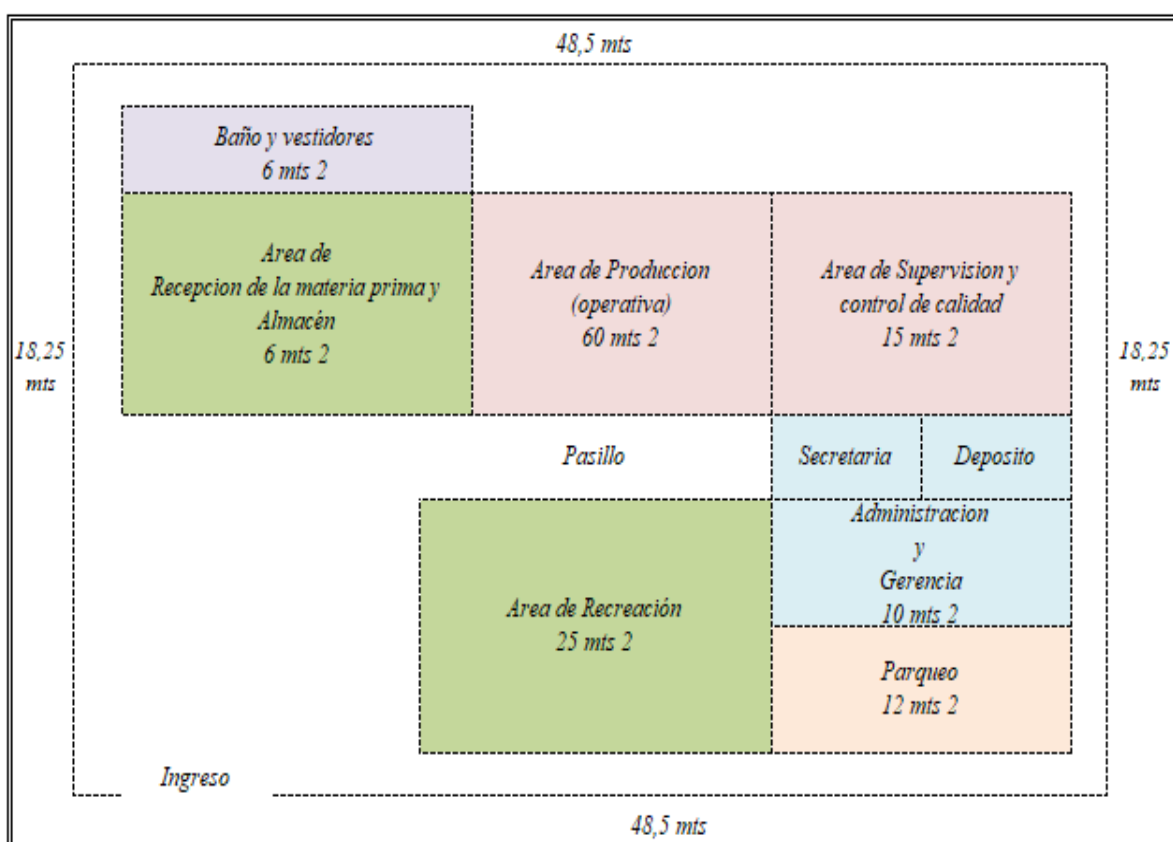 48,5 mts
Baño y vestidores
6 mts 2
Area de
Recepcion de la materia prima y
Almacén
6 mts 2
Area de Produccion
(operativa)
60 mts 2
Area de Supervision y
control de calidad
15 mts 2
18,25
mts
18,25
mts
Pasillo
Secretaria
Deposito
Administracion
y
Gerencia
10 mts 2
Area de Recreación
25 mts 2
Parqueo
12 mts 2
Ingreso
48,5 mts